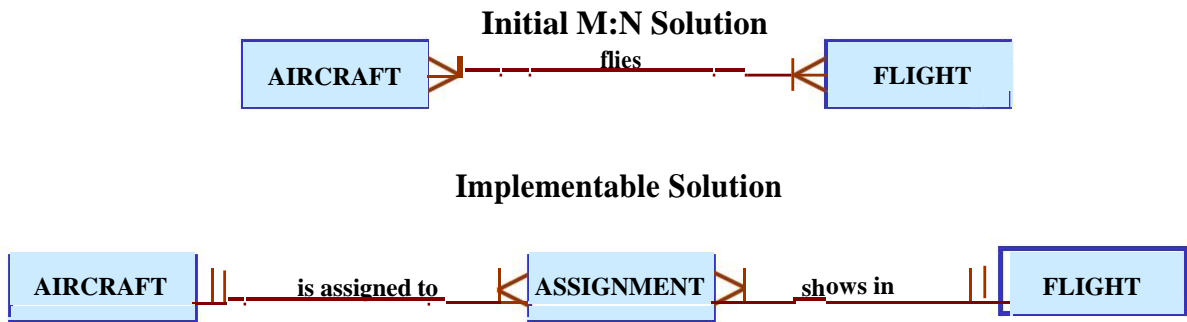 Initial M:N Solution
AIRCRAFT flies FLIGHT
Implementable Solution
AIRCRAFT is assigned to ASSIGNMENT shows in FLIGHT